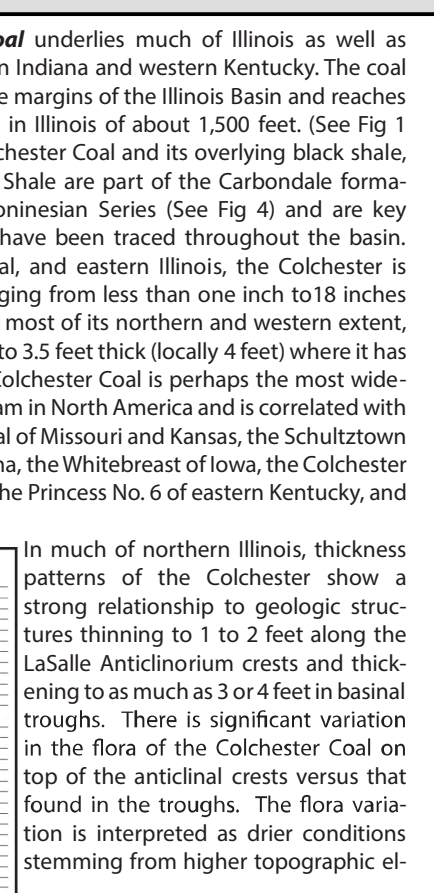 oal underlies much of Illinois as well as
n Indiana and western Kentucky. The coal
e margins of the Illinois Basin and reaches
in Illinois of about 1,500 feet. (See Fig 1
chester Coal and its overlying black shale,
Shale are part of the Carbondale forma-
oninesian Series (See Fig 4) and are key
have been traced throughout the basin.
al, and eastern Illinois, the Colchester is
ging from less than one inch to18 inches
most of its northern and western extent,
to 3.5 feet thick (locally 4 feet) where it has
Colchester Coal is perhaps the most wide-
am in North America and is correlated with
al of Missouri and Kansas, the Schultztown
na, the Whitebreast of Iowa, the Colchester
he Princess No. 6 of eastern Kentucky, and
In much of northern Illinois, thickness
patterns of the Colchester show a
strong relationship to geologic struc-
tures thinning to 1 to 2 feet along the
LaSalle Anticlinorium crests and thick-
ening to as much as 3 or 4 feet in basinal
troughs. There is significant variation
in the flora of the Colchester Coal on
top of the anticlinal crests versus that
found in the troughs. The flora varia-
tion is interpreted as drier conditions
stemming from higher topographic el-